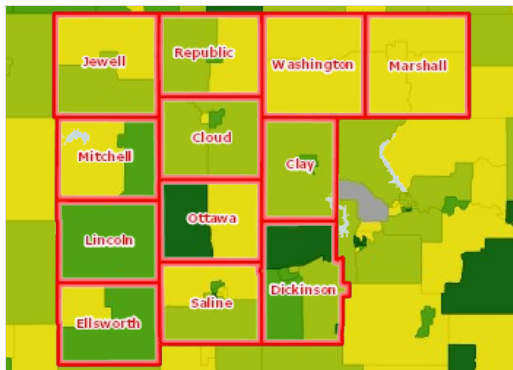 Republic
Jewell
Washington
Marshall
Cloud
Mitchell
Clay
Ottawa
Lincoln
Dickinson
Saline
Ellsworth